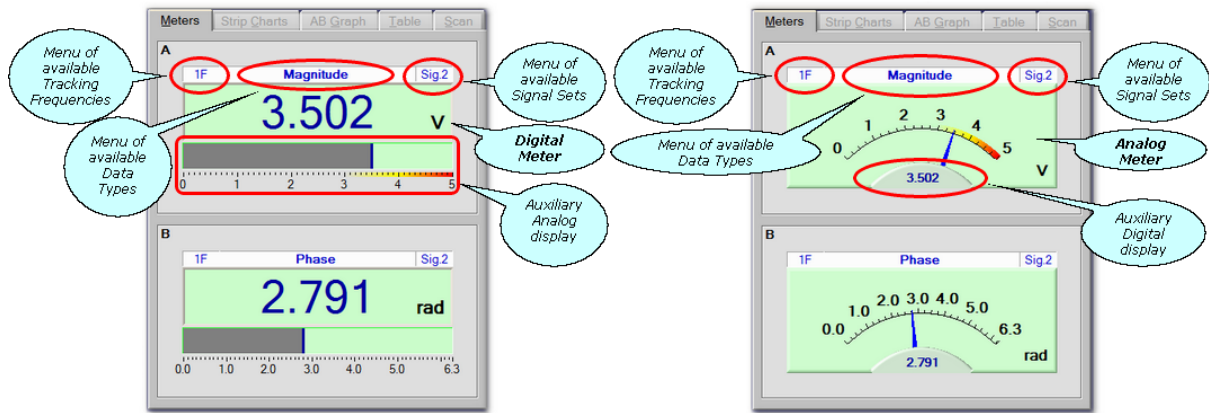 Meters Strip Charts AB Graph Table Scan
A
1F Magnitude Sig.2
3.502 V
0 1 2 3 4 5
B
1F Phase Sig.2
2.791 rad
0.0 1.0 2.0 3.0 4.0 5.0 6.3
Menu of
available
Tracking
Frequencies
Menu of
available
Data
Types
Menu of
available
Signal Sets
Digital
Meter
Auxiliary
Analog
display
Meters Strip Charts AB Graph Table Scan
A
1F Magnitude Sig.2
0 1 2 3 4 5
V
3.502
B
1F Phase Sig.2
0.0 1.0 2.0 3.0 4.0 5.0 6.3
rad
2.791
Menu of
available
Tracking
Frequencies
Menu of available
Data Types
Menu of
available
Signal Sets
Analog
Meter
Auxiliary
Digital
display